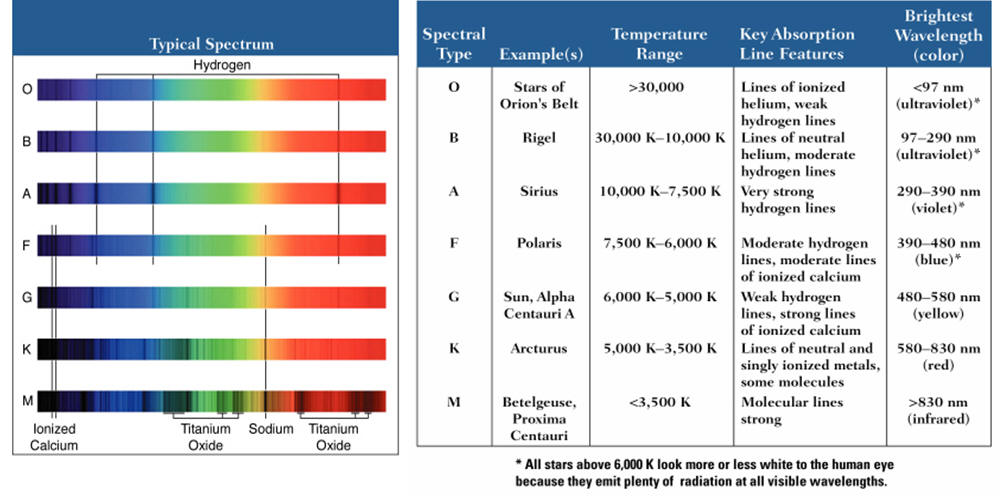 Typical Spectrum
Hydrogen
O
B
A
F
G
K
M
Ionized
Calcium
Titanium
Oxide
Sodium
Titanium
Oxide
Spectral
Type
Example(s)
Temperature
Range
Key Absorption
Line Features
Brightest
Wavelength
(color)
O
Stars of
Orion's Belt
>30,000
Lines of ionized
helium, weak
hydrogen lines
<97 nm
(ultraviolet)*
B
Rigel
30,000 K–10,000 K
Lines of neutral
helium, moderate
hydrogen lines
97–290 nm
(ultraviolet)*
A
Sirius
10,000 K–7,500 K
Very strong
hydrogen lines
290–390 nm
(violet)*
F
Polaris
7,500 K–6,000 K
Moderate hydrogen
lines, moderate lines
of ionized calcium
390–480 nm
(blue)*
G
Sun, Alpha
Centauri A
6,000 K–5,000 K
Weak hydrogen
lines, strong lines
of ionized calcium
480–580 nm
(yellow)
K
Arcturus
5,000 K–3,500 K
Lines of neutral and
singly ionized metals,
some molecules
580–830 nm
(red)
M
Betelgeuse,
Proxima
Centauri
<3,500 K
Molecular lines
strong
>830 nm
(infrared)
* All stars above 6,000 K look more or less white to the human eye
because they emit plenty of radiation at all visible wavelengths.